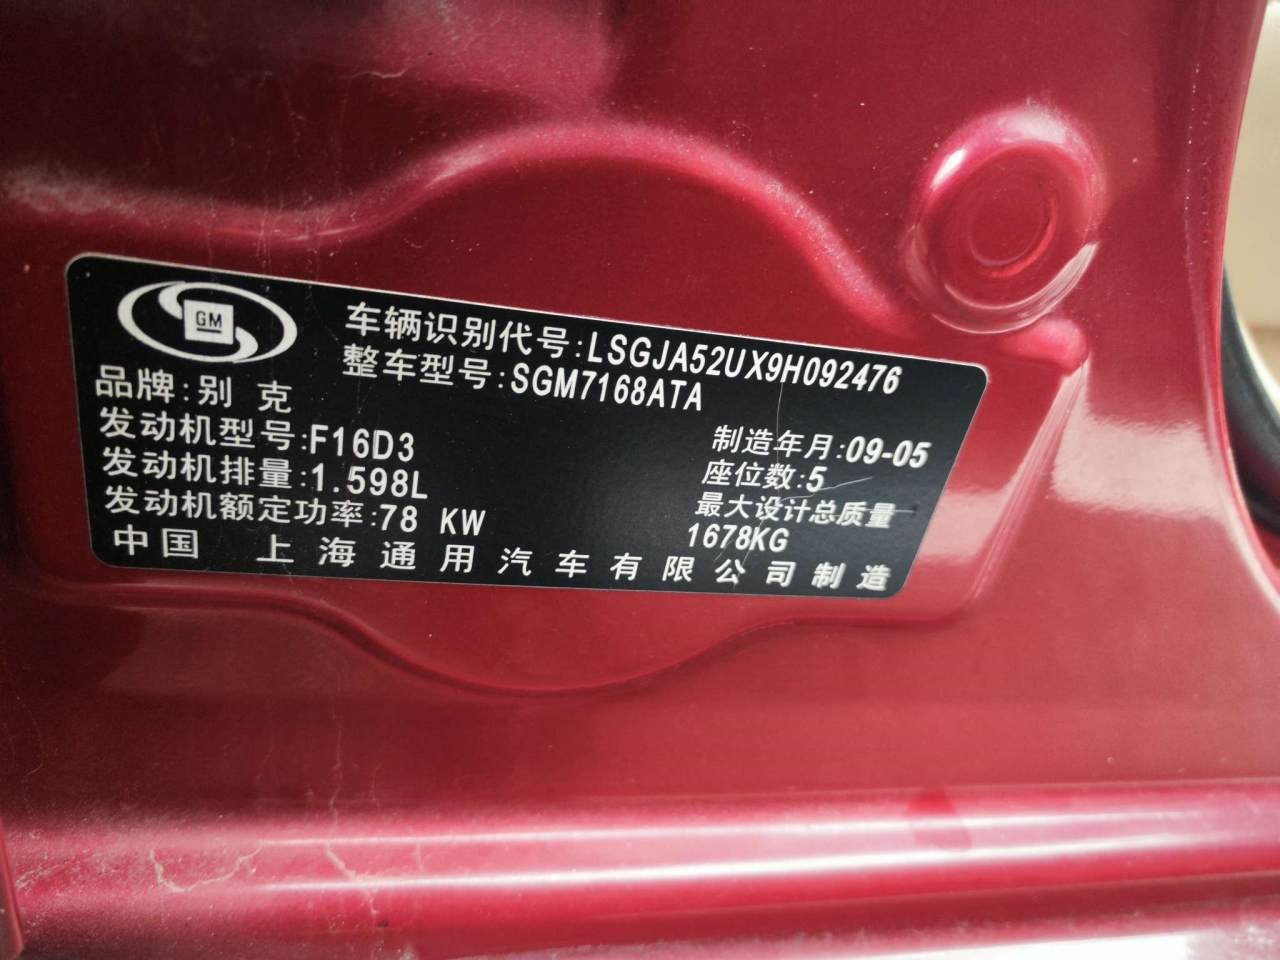 GM
车辆识别代号:LSGJA52UX9H092476
整车型号:SGM7168ATA
品牌:别 克
发动机型号:F16D3
制造年月:09-05
发动机排量:1.598L
座位数:5
发动机额定功率:78 KW
最大设计总质量
1678KG
中国 上海通用汽车有限公司制造